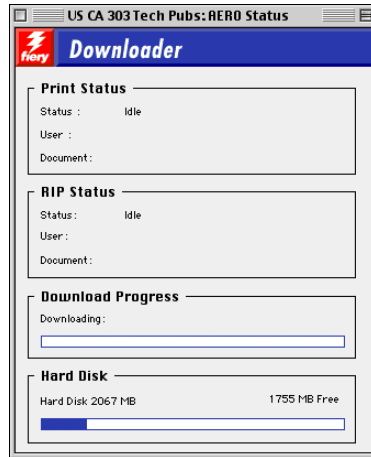 US CA 303 Tech Pubs:AERO Status
fiery Downloader
Print Status
Status : Idle
User :
Document:
RIP Status
Status: Idle
User:
Document:
Download Progress
Downloading:
Hard Disk
Hard Disk 2067 MB 1755 MB Free